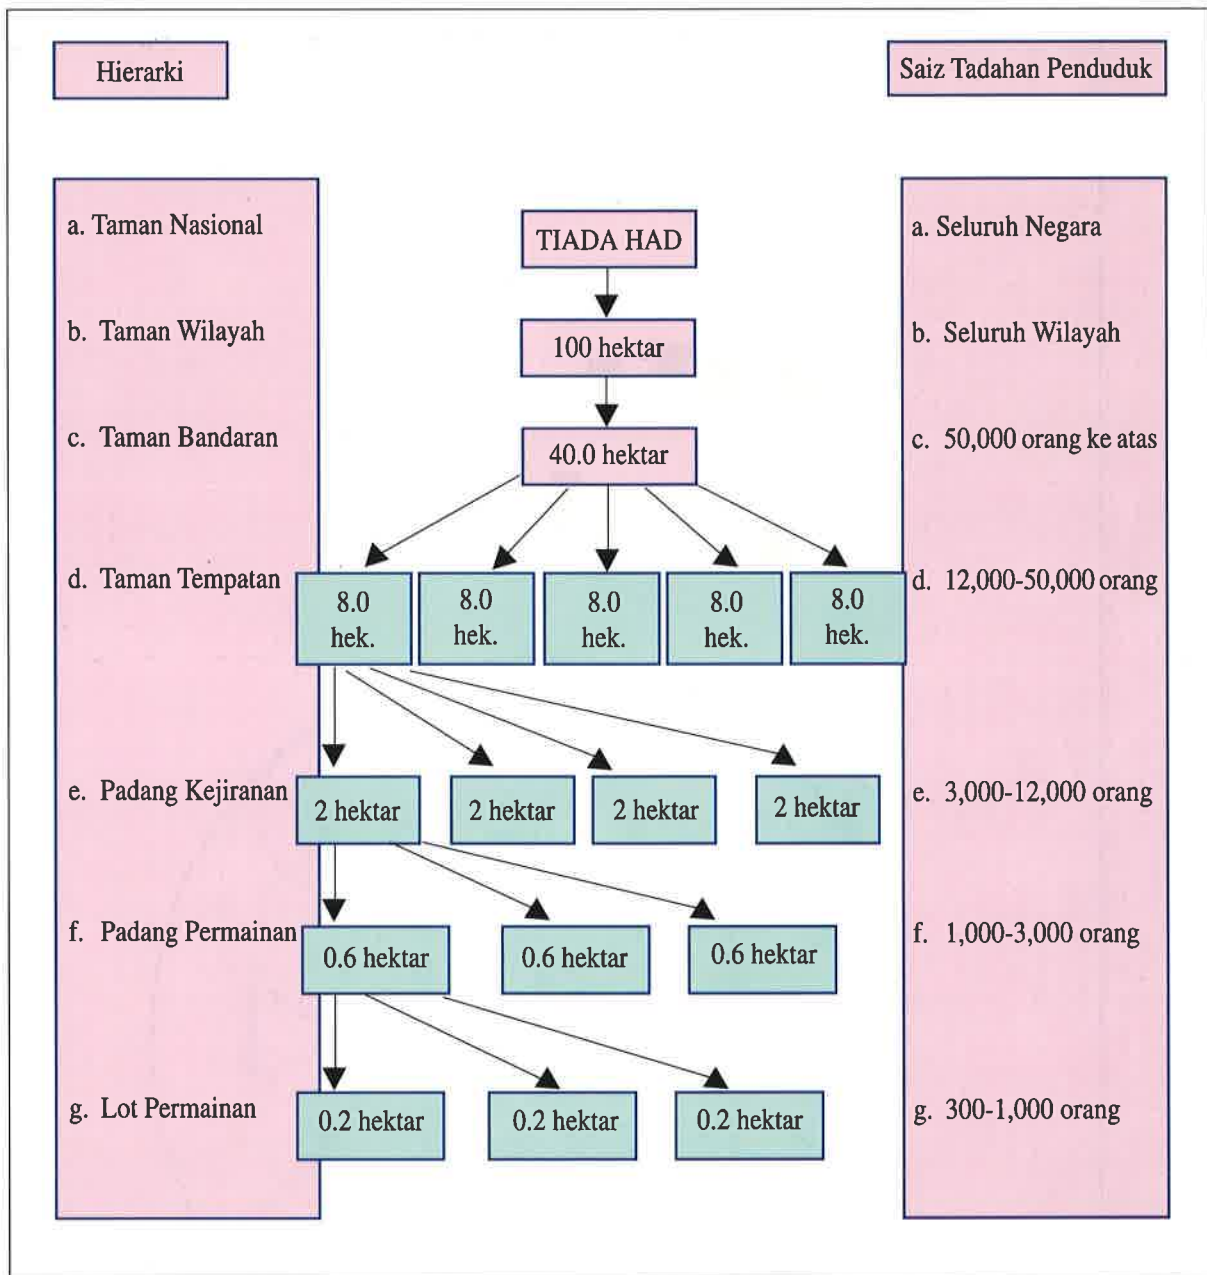 Hierarki
Saiz Tadahan Penduduk
a. Taman Nasional
TIADA HAD
a. Seluruh Negara
b. Taman Wilayah
100 hektar
b. Seluruh Wilayah
c. Taman Bandaran
40.0 hektar
c. 50,000 orang ke atas
d. Taman Tempatan
8.0
hek.
8.0
hek.
8.0
hek.
8.0
hek.
8.0
hek.
d. 12,000-50,000 orang
e. Padang Kejiranan
2 hektar
2 hektar
2 hektar
2 hektar
e. 3,000-12,000 orang
f. Padang Permainan
0.6 hektar
0.6 hektar
0.6 hektar
f. 1,000-3,000 orang
g. Lot Permainan
0.2 hektar
0.2 hektar
0.2 hektar
g. 300-1,000 orang